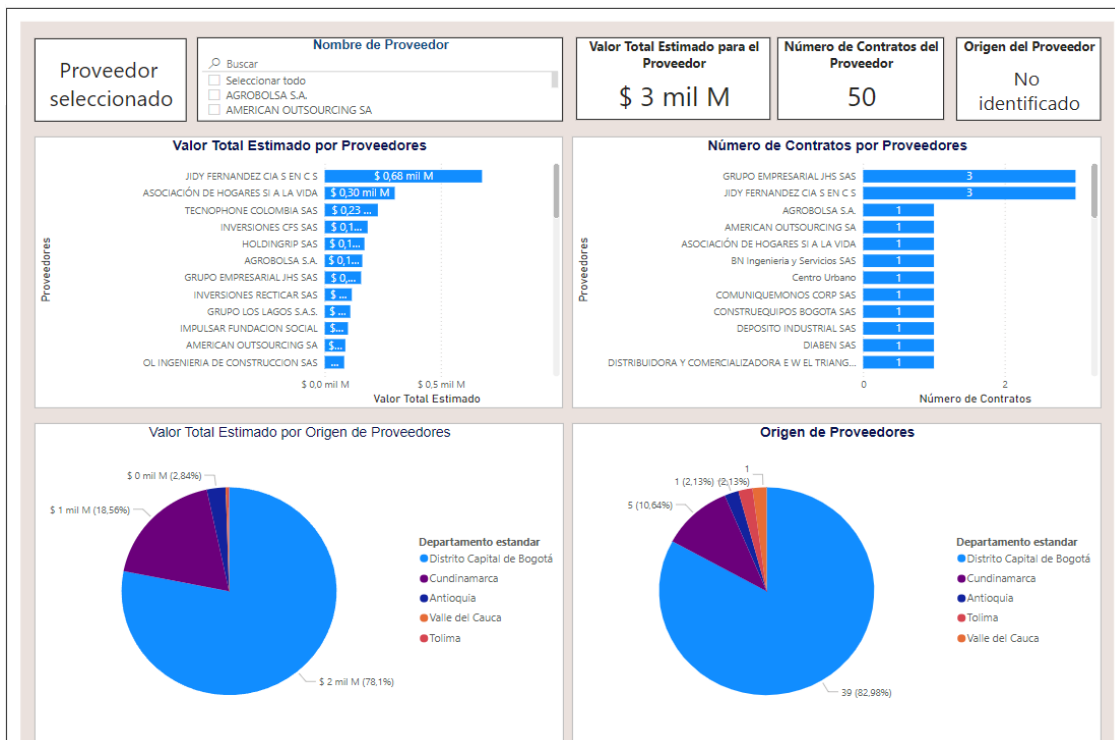 Proveedor
seleccionado
Nombre de Proveedor
Buscar
Seleccionar todo
AGROBOLSA S.A.
AMERICAN OUTSOURCING SA
Valor Total Estimado para el
Proveedor
$ 3 mil M
Número de Contratos del
Proveedor
50
Origen del Proveedor
No
identificado
Valor Total Estimado por Proveedores
Proveedores
JIDY FERNANDEZ CIA S EN C S $ 0,68 mil M
ASOCIACIÓN DE HOGARES SI A LA VIDA $ 0,30 mil M
TECNOPHONE COLOMBIA SAS $ 0,23 ...
INVERSIONES CFS SAS $ 0,1...
HOLDINGRIP SAS $ 0,1...
AGROBOLSA S.A. $ 0,1...
GRUPO EMPRESARIAL JHS SAS $ 0,...
INVERSIONES RECTICAR SAS $ ...
GRUPO LOS LAGOS S.A.S. $ ...
IMPULSAR FUNDACION SOCIAL $...
AMERICAN OUTSOURCING SA $...
OL INGENIERIA DE CONSTRUCCION SAS ...
$ 0,0 mil M $ 0,5 mil M
Valor Total Estimado
Número de Contratos por Proveedores
Proveedores
GRUPO EMPRESARIAL JHS SAS 3
JIDY FERNANDEZ CIA S EN C S 3
AGROBOLSA S.A. 1
AMERICAN OUTSOURCING SA 1
ASOCIACIÓN DE HOGARES SI A LA VIDA 1
BN Ingenieria y Servicios SAS 1
Centro Urbano 1
COMUNIQUEMONOS CORP SAS 1
CONSTRUEQUIPOS BOGOTA SAS 1
DEPOSITO INDUSTRIAL SAS 1
DIABEN SAS 1
DISTRIBUIDORA Y COMERCIALIZADORA E W EL TRIANG... 1
0 2
Número de Contratos
Valor Total Estimado por Origen de Proveedores
$ 0 mil M (2,84%)
$ 1 mil M (18,56%)
$ 2 mil M (78,1%)
Departamento estandar
Distrito Capital de Bogotá
Cundinamarca
Antioquia
Valle del Cauca
Tolima
Origen de Proveedores
1
1 (2,13%) (2,13%)
5 (10,64%)
39 (82,98%)
Departamento estandar
Distrito Capital de Bogotá
Cundinamarca
Antioquia
Tolima
Valle del Cauca